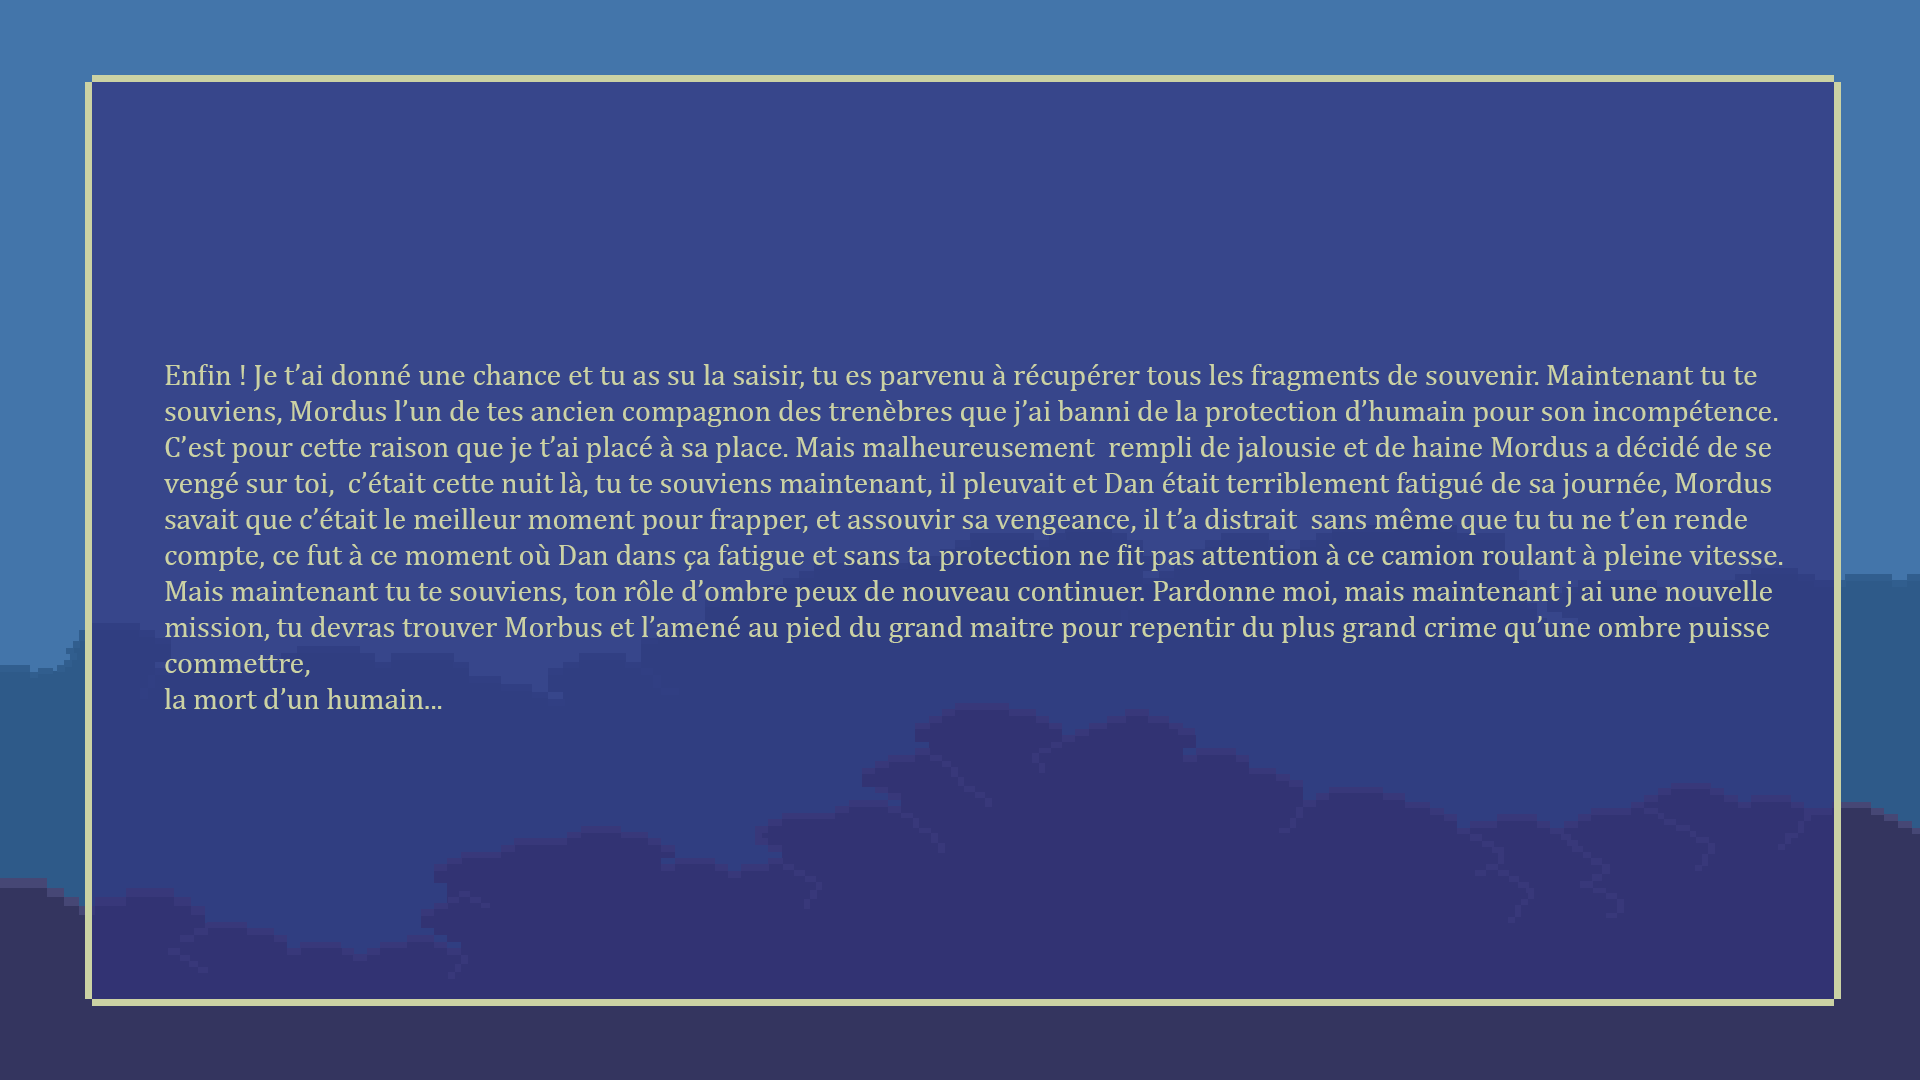 Enfin ! Je t’ai donné une chance et tu as su la saisir, tu es parvenu à récupérer tous les fragments de souvenir. Maintenant tu te
souviens, Mordus l’un de tes ancien compagnon des trenèbres que j’ai banni de la protection d’humain pour son incompétence.
C’est pour cette raison que je t’ai placé à sa place. Mais malheureusement  rempli de jalousie et de haine Mordus a décidé de se
vengé sur toi,  c’était cette nuit là, tu te souviens maintenant, il pleuvait et Dan était terriblement fatigué de sa journée, Mordus
savait que c’était le meilleur moment pour frapper, et assouvir sa vengeance, il t’a distrait  sans même que tu tu ne t’en rende
compte, ce fut à ce moment où Dan dans ça fatigue et sans ta protection ne fit pas attention à ce camion roulant à pleine vitesse.
Mais maintenant tu te souviens, ton rôle d’ombre peux de nouveau continuer. Pardonne moi, mais maintenant j ai une nouvelle
mission, tu devras trouver Morbus et l’amené au pied du grand maitre pour repentir du plus grand crime qu’une ombre puisse
commettre,
la mort d’un humain...